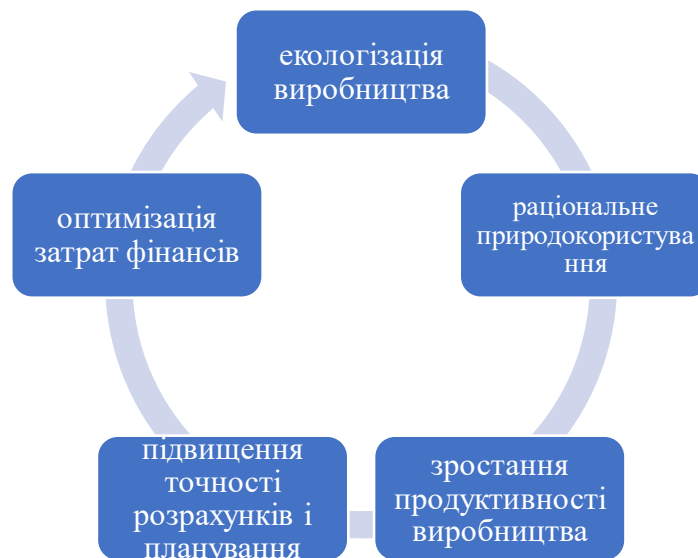 екологізація
виробництва
раціональне
природокористува
ння
зростання
продуктивності
виробництва
підвищення
точності
розрахунків і
планування
оптимізація
затрат фінансів